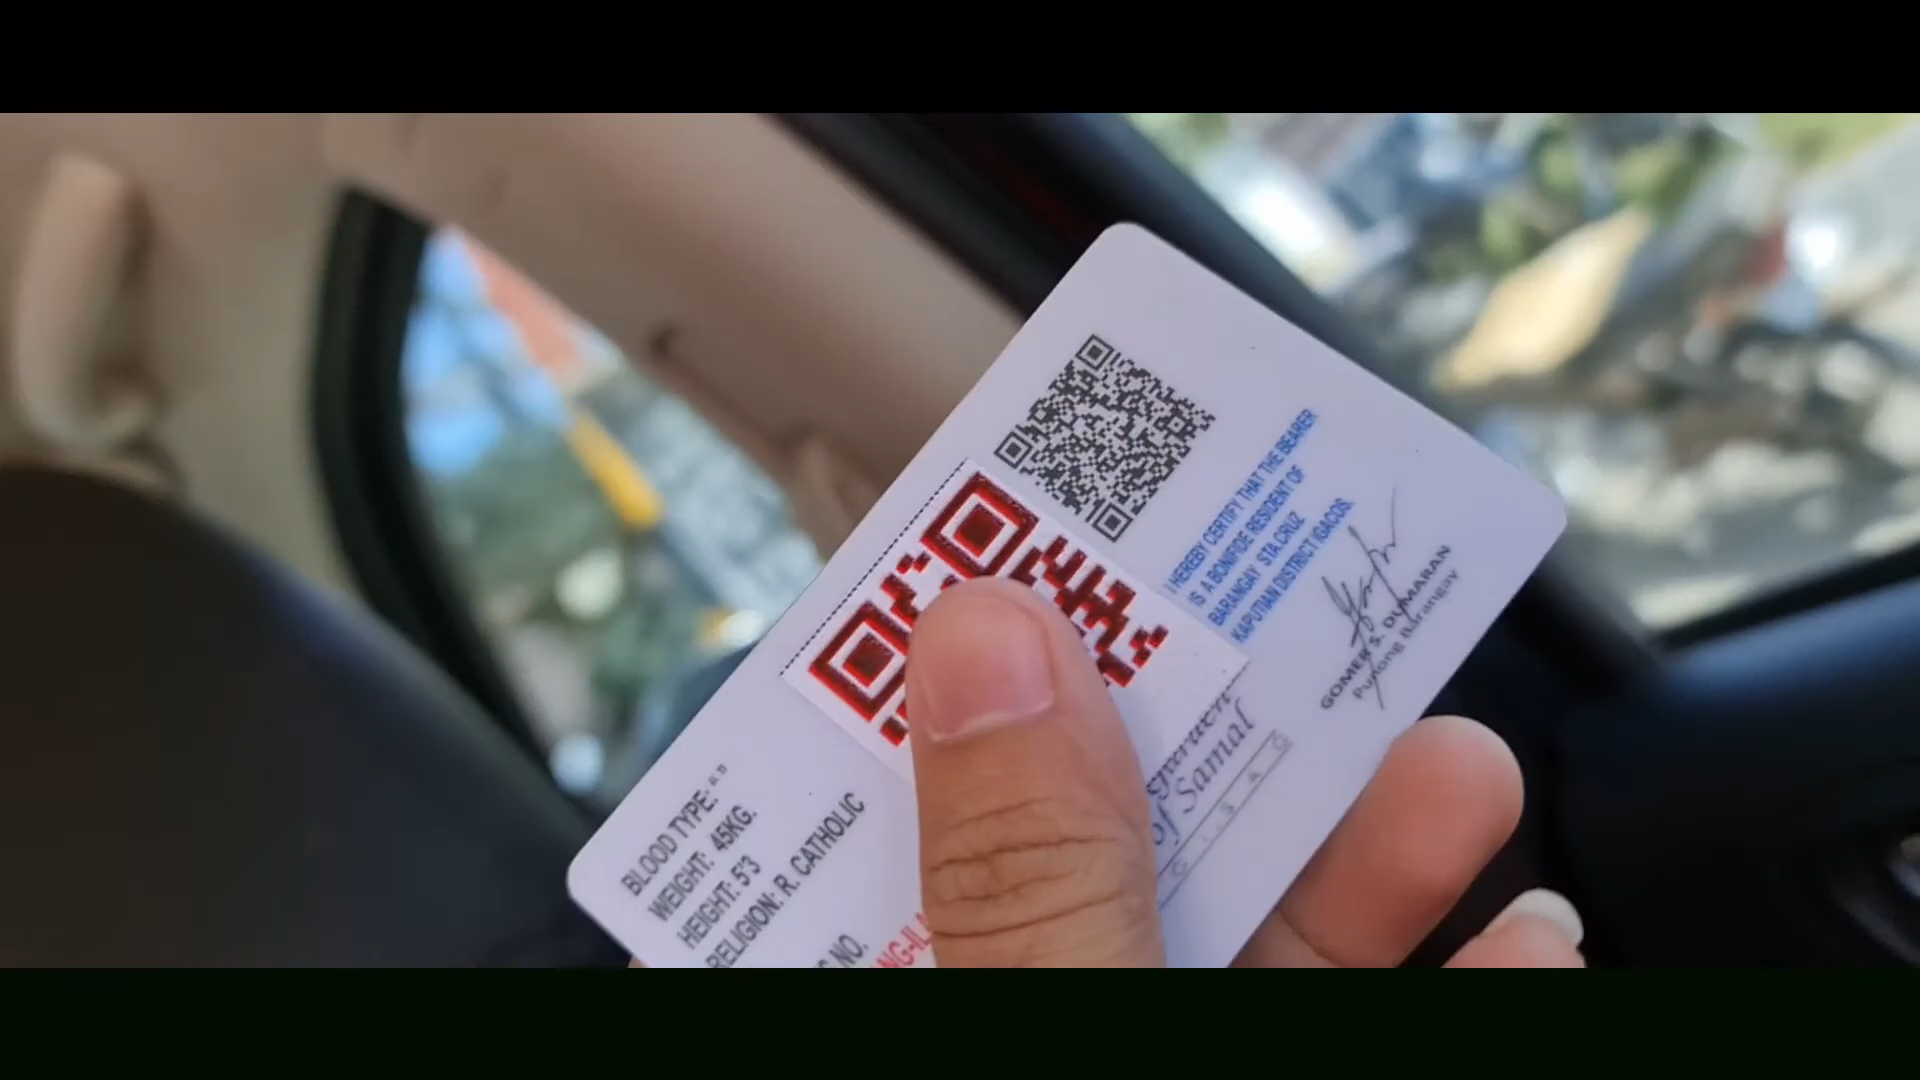 I HEREBY CERTIFY THAT THE BEARER
IS A BONIFIDE RESIDENT OF
BARANGAY STA.CRUZ
KAPUTIAN DISTRICT IGACOS.
GOMER S. DUMARAN
Punong Barangay
of Samal
BLOOD TYPE: " "
WEIGHT: 45KG.
HEIGHT: 5'3
RELIGION: R. CATHOLIC
NO.